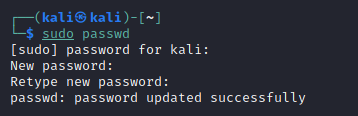 ┌──(kali㉿kali)-[~]
└─$ sudo passwd
[sudo] password for kali:
New password:
Retype new password:
passwd: password updated successfully